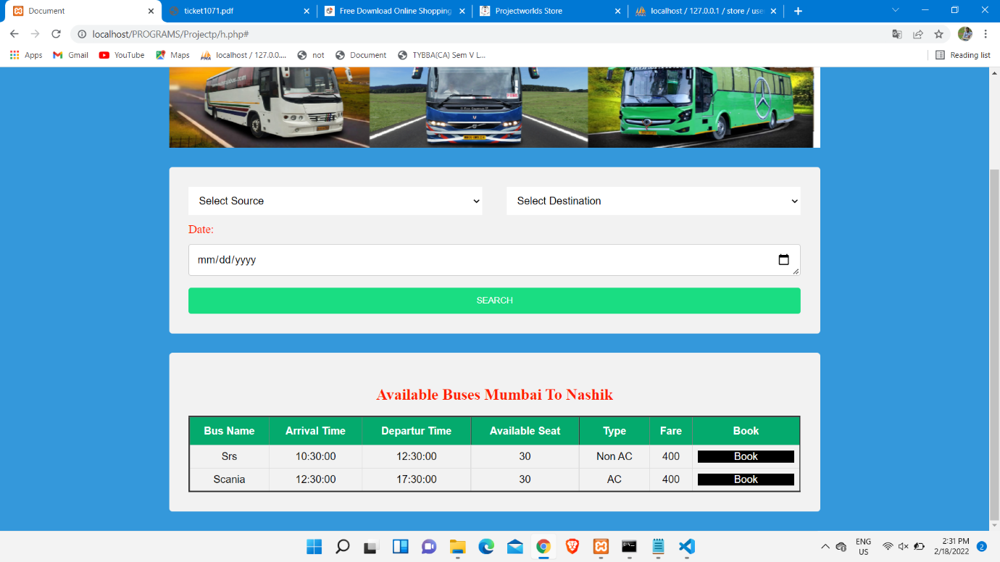 Document
ticket1071.pdf
Free Download Online Shopping
Projectworlds Store
localhost / 127.0.0.1 / store / use
localhost/PROGRAMS/Projectp/h.php#
Apps
Gmail
YouTube
Maps
localhost / 127.0.0....
not
Document
TYBBA(CA) Sem V L...
Reading list
Select Source
Select Destination
Date:
mm/dd/yyyy
SEARCH
Available Buses Mumbai To Nashik
Bus Name Arrival Time Departur Time Available Seat Type Fare Book
Srs 10:30:00 12:30:00 30 Non AC 400 Book
Scania 12:30:00 17:30:00 30 AC 400 Book
ENG
US
2:31 PM
2/18/2022
2